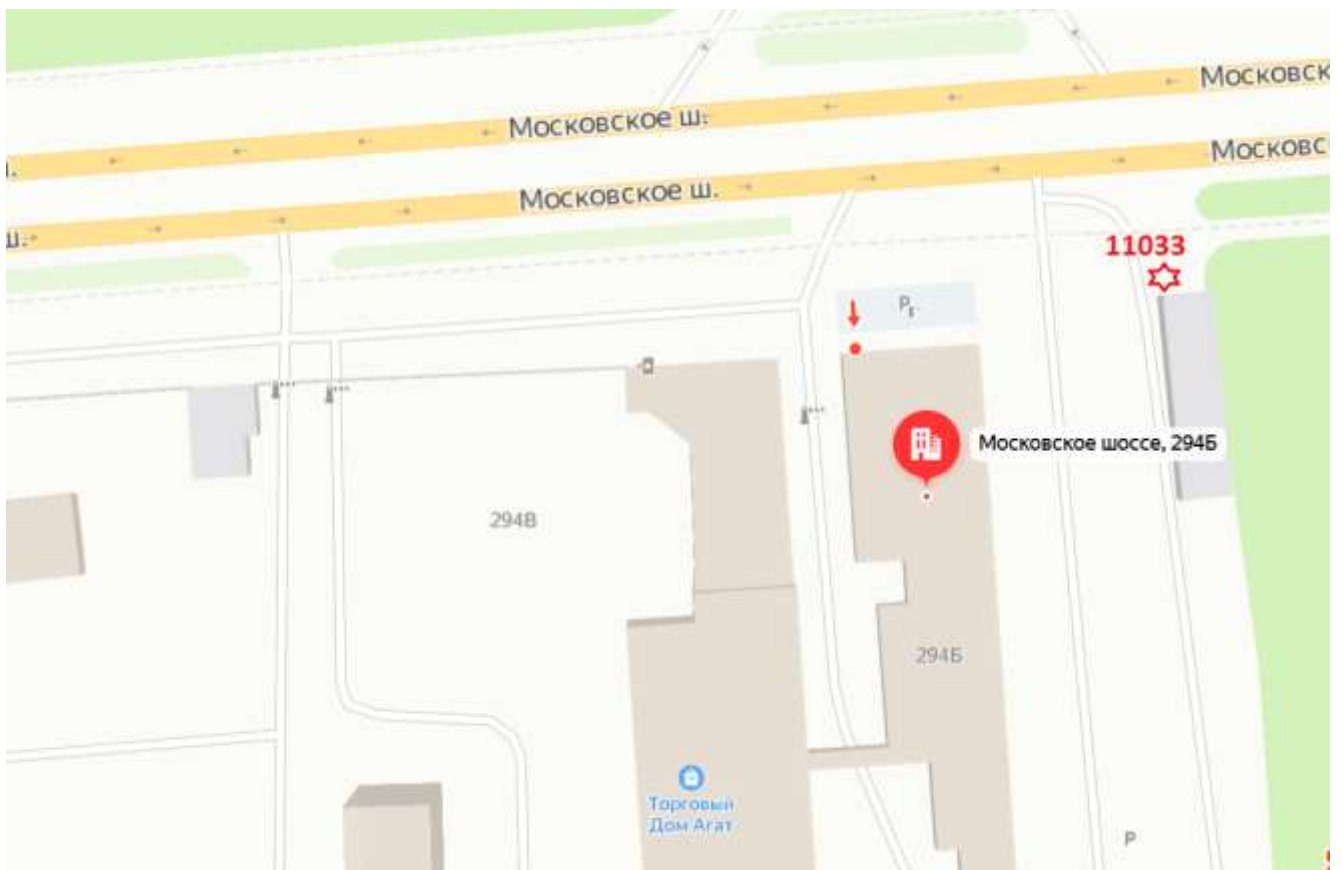 Московск
Московское ш.
Московс
Московское ш.
ш.
11033
Р
Московское шоссе, 294Б
294В
294Б
Торговый
Дом Агат
Р